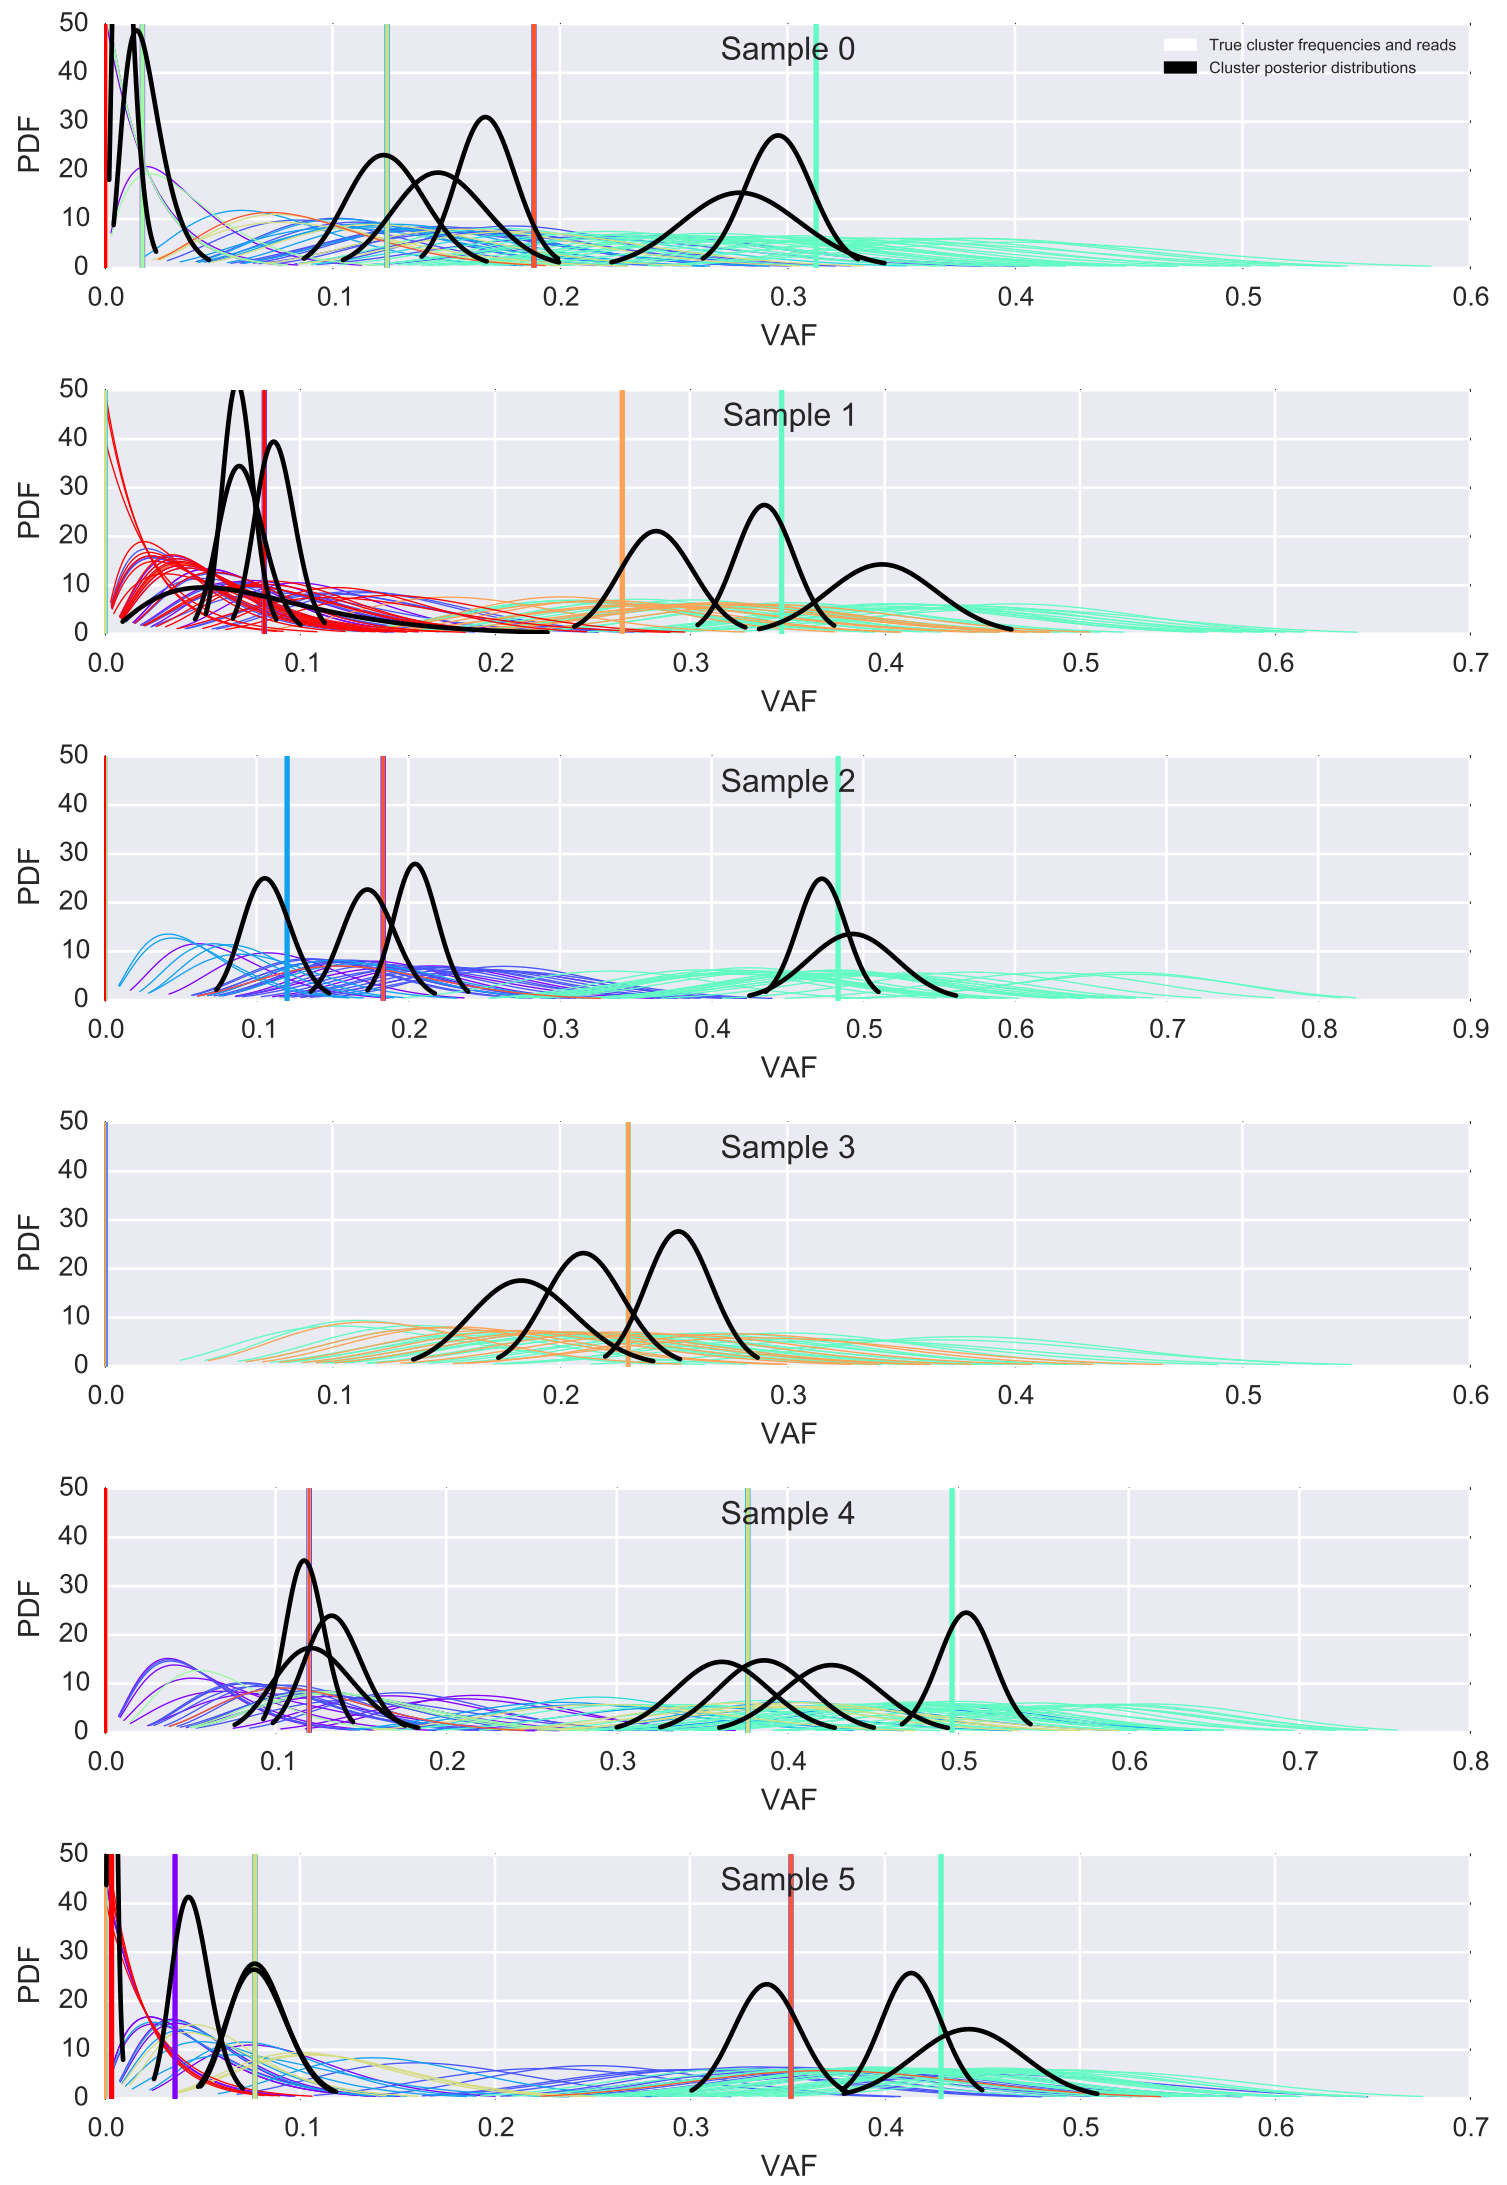 Sample 0
True cluster frequencies and reads
Cluster posterior distributions
PDF
50
40
30
20
10
0
0.0 0.1 0.2 0.3 0.4 0.5 0.6
VAF
Sample 1
PDF
50
40
30
20
10
0
0.0 0.1 0.2 0.3 0.4 0.5 0.6 0.7
VAF
Sample 2
PDF
50
40
30
20
10
0
0.0 0.1 0.2 0.3 0.4 0.5 0.6 0.7 0.8 0.9
VAF
Sample 3
PDF
50
40
30
20
10
0
0.0 0.1 0.2 0.3 0.4 0.5 0.6
VAF
Sample 4
PDF
50
40
30
20
10
0
0.0 0.1 0.2 0.3 0.4 0.5 0.6 0.7 0.8
VAF
Sample 5
PDF
50
40
30
20
10
0
0.0 0.1 0.2 0.3 0.4 0.5 0.6 0.7
VAF